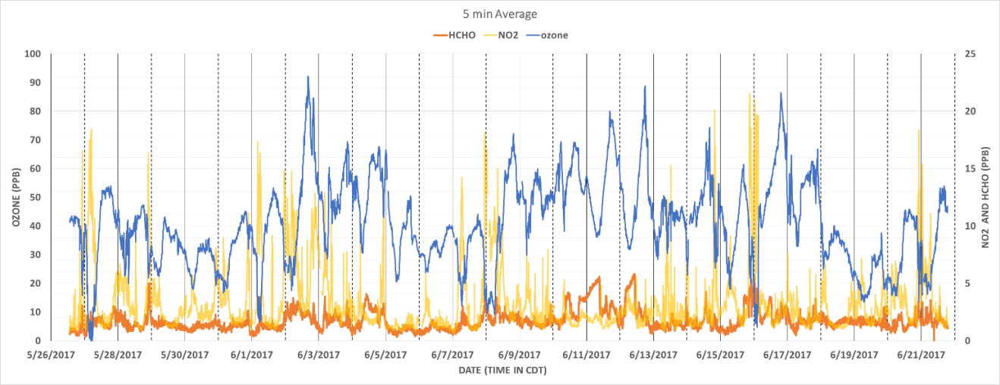 5 min Average
HCHO NO2 ozone
100 25
90
80 20
70
60 15
50
40 10
30
20 5
10
0 0
OZONE (PPB)
NO2 AND HCHO (PPB)
5/26/2017 5/28/2017 5/30/2017 6/1/2017 6/3/2017 6/5/2017 6/7/2017 6/9/2017 6/11/2017 6/13/2017 6/15/2017 6/17/2017 6/19/2017 6/21/2017
DATE (TIME IN CDT)